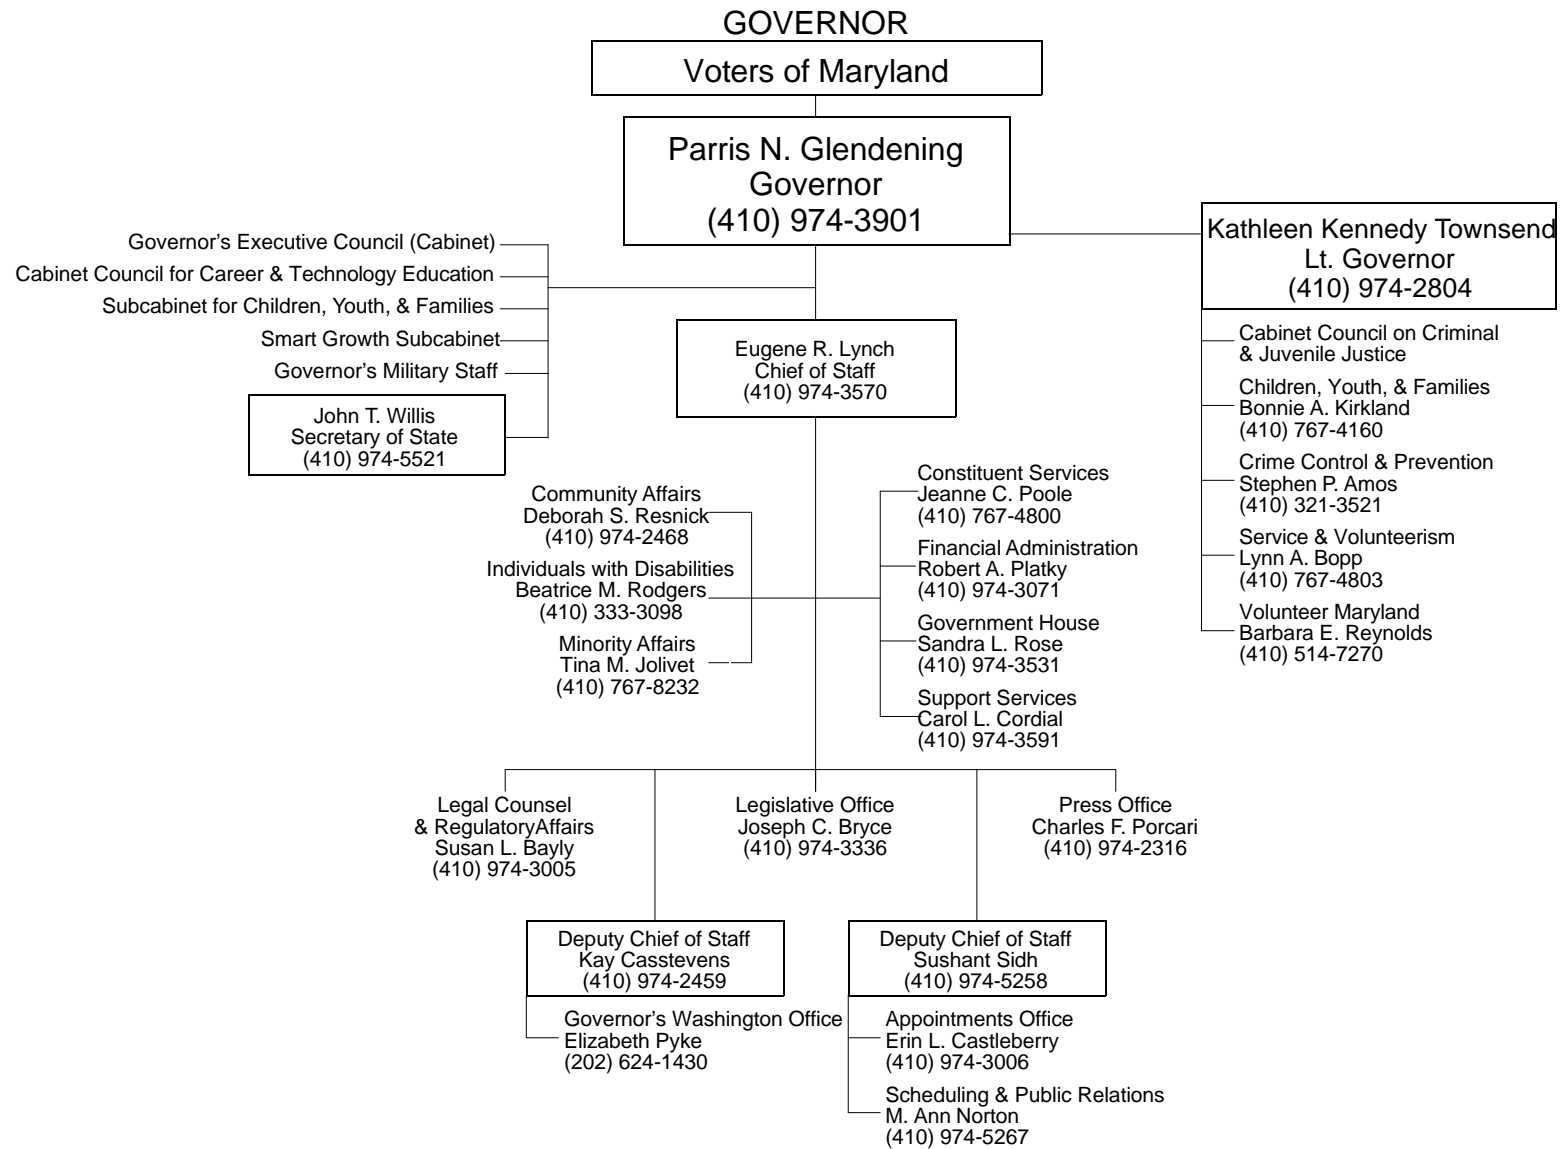 GOVERNOR
Voters of Maryland
Parris N. Glendening
Governor
(410) 974-3901
Kathleen Kennedy Townsend
Lt. Governor
(410) 974-2804
Governor’s Executive Council (Cabinet)
Cabinet Council for Career & Technology Education
Subcabinet for Children, Youth, & Families
Smart Growth Subcabinet
Governor’s Military Staff
John T. Willis
Secretary of State
(410) 974-5521
Eugene R. Lynch
Chief of Staff
(410) 974-3570
Cabinet Council on Criminal
& Juvenile Justice
Children, Youth, & Families
Bonnie A. Kirkland
(410) 767-4160
Crime Control & Prevention
Stephen P. Amos
(410) 321-3521
Service & Volunteerism
Lynn A. Bopp
(410) 767-4803
Volunteer Maryland
Barbara E. Reynolds
(410) 514-7270
Community Affairs
Deborah S. Resnick
(410) 974-2468
Individuals with Disabilities
Beatrice M. Rodgers
(410) 333-3098
Minority Affairs
Tina M. Jolivet
(410) 767-8232
Constituent Services
Jeanne C. Poole
(410) 767-4800
Financial Administration
Robert A. Platky
(410) 974-3071
Government House
Sandra L. Rose
(410) 974-3531
Support Services
Carol L. Cordial
(410) 974-3591
Legal Counsel
& RegulatoryAffairs
Susan L. Bayly
(410) 974-3005
Legislative Office
Joseph C. Bryce
(410) 974-3336
Press Office
Charles F. Porcari
(410) 974-2316
Deputy Chief of Staff
Kay Casstevens
(410) 974-2459
Governor’s Washington Office
Elizabeth Pyke
(202) 624-1430
Deputy Chief of Staff
Sushant Sidh
(410) 974-5258
Appointments Office
Erin L. Castleberry
(410) 974-3006
Scheduling & Public Relations
M. Ann Norton
(410) 974-5267